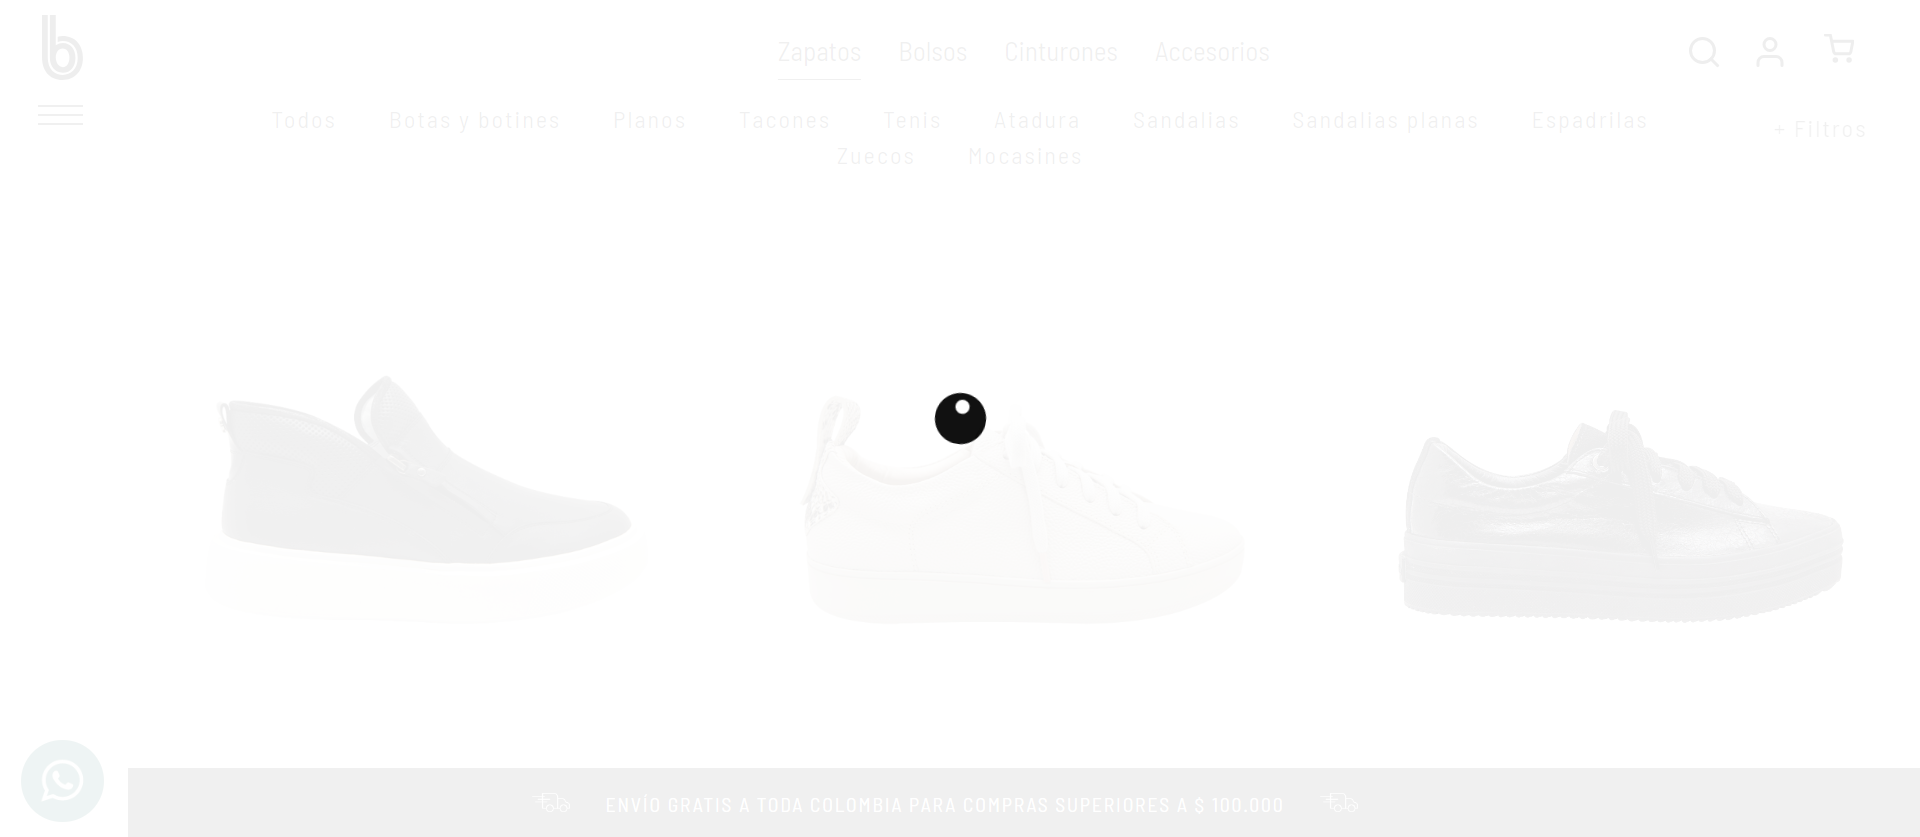 b
Zapatos Bolsos Cinturones Accesorios
Todos Botas y botines Planos Tacones Tenis Atadura Sandalias Sandalias planas Espadrilas
+ Filtros
Zuecos Mocasines
ENVÍO GRATIS A TODA COLOMBIA PARA COMPRAS SUPERIORES A $ 100.000